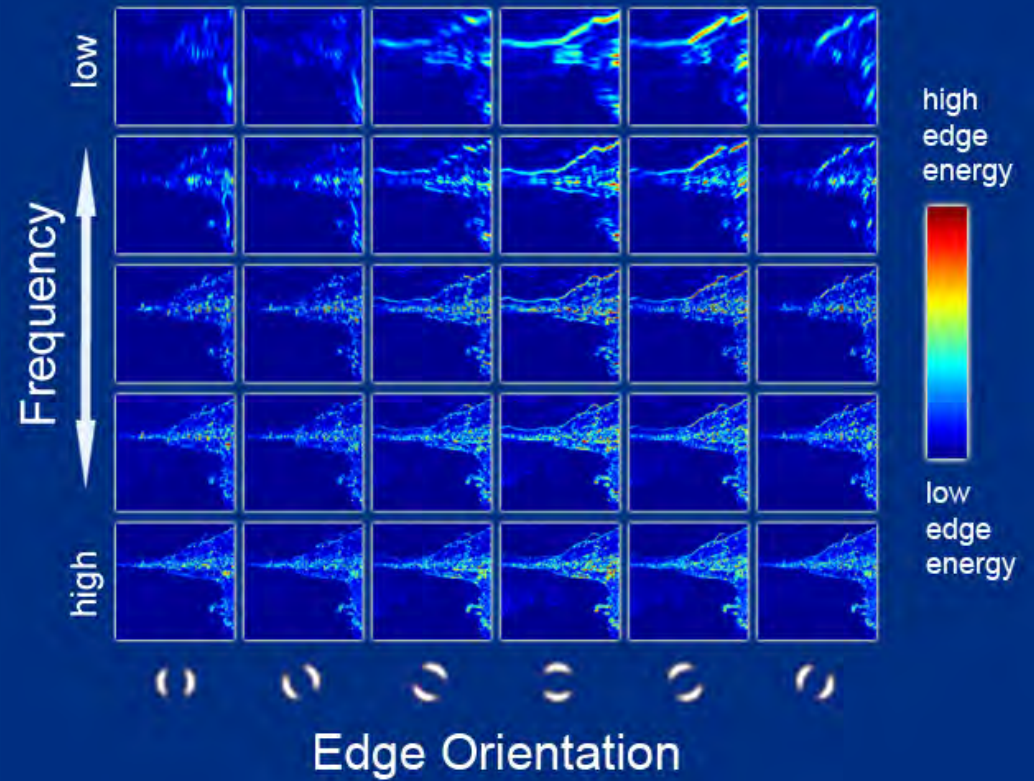 low
Frequency
high
high
edge
energy
low
edge
energy
Edge Orientation